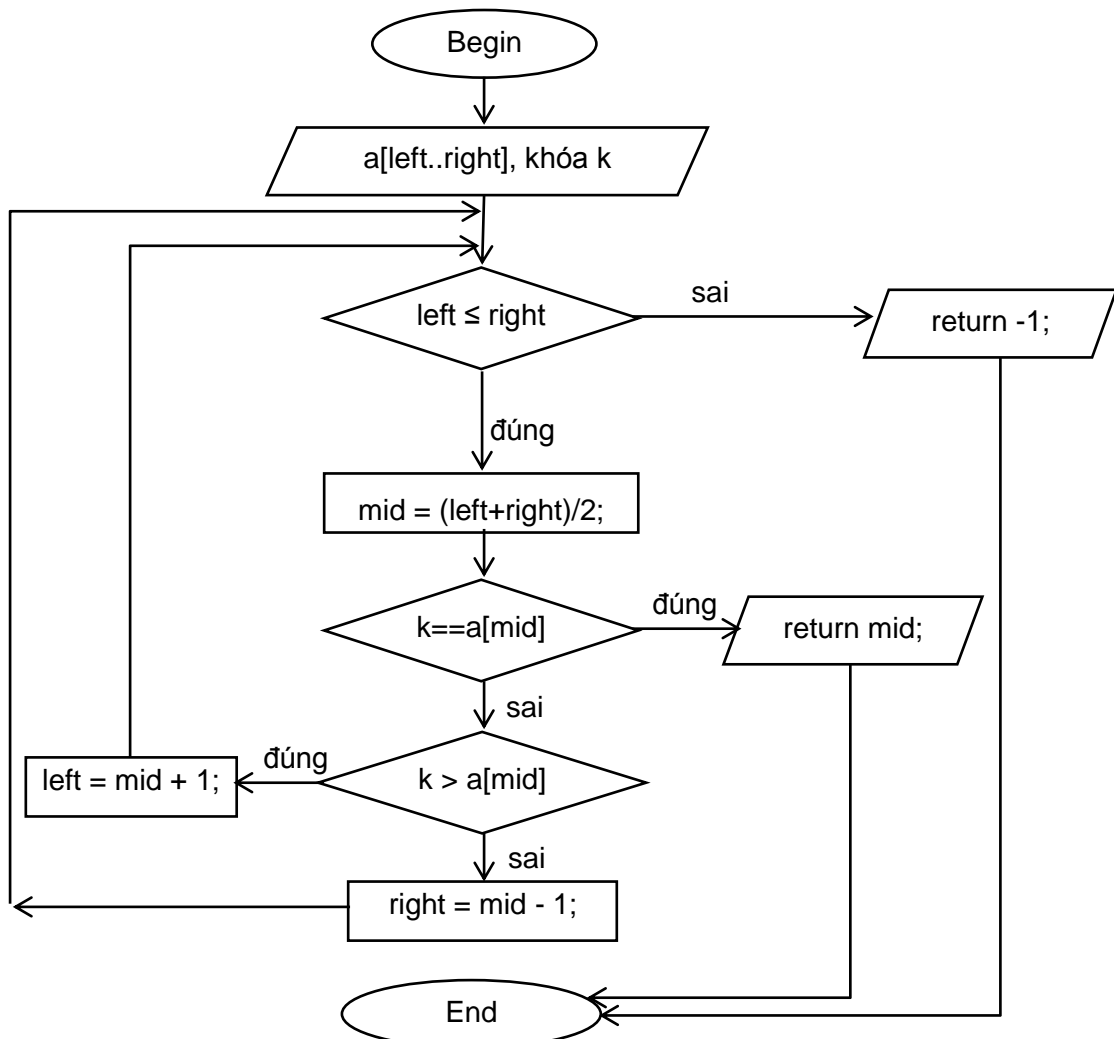 Begin
a[left..right], khóa k
left ≤ right
sai
return -1;
đúng
mid = (left+right)/2;
k==a[mid]
đúng
return mid;
sai
k > a[mid]
đúng
left = mid + 1;
sai
right = mid - 1;
End